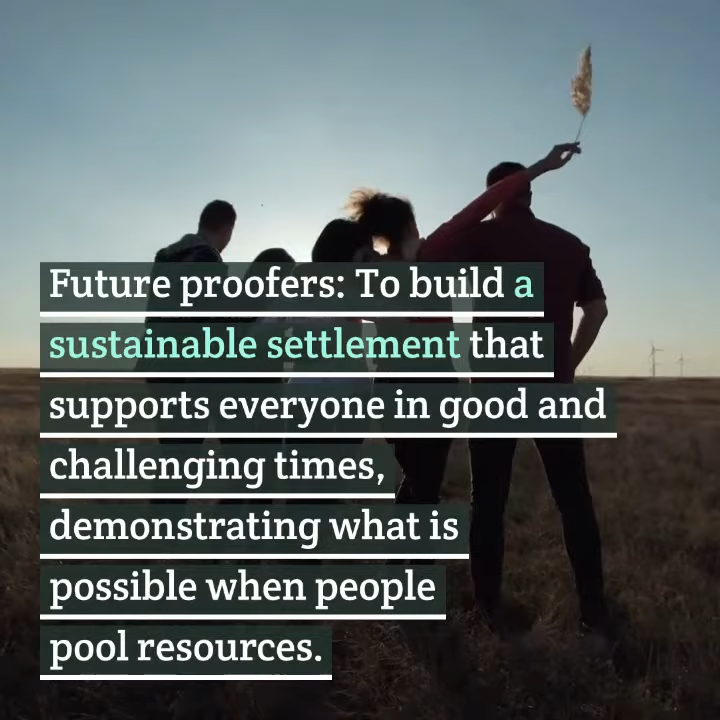 Future proofers: To build a
sustainable settlement that
supports everyone in good and
challenging times,
demonstrating what is
possible when people
pool resources.